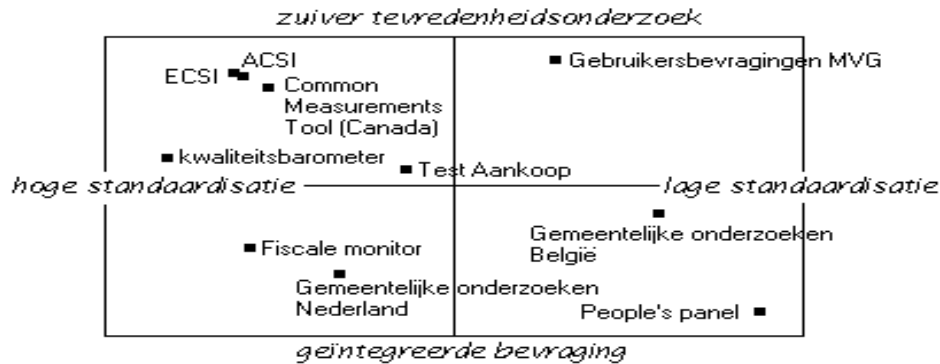 zuiver tevredenheidsonderzoek
ACSI
ECSI
Gebruikersbevragingen MVG
Common
Measurements
Tool (Canada)
kwaliteitsbarometer
Test Aankoop
hoge standaardisatie
lage standaardisatie
Gemeentelijke onderzoeken
België
Fiscale monitor
Gemeentelijke onderzoeken
Nederland
People's panel
geïntegreerde bevraging